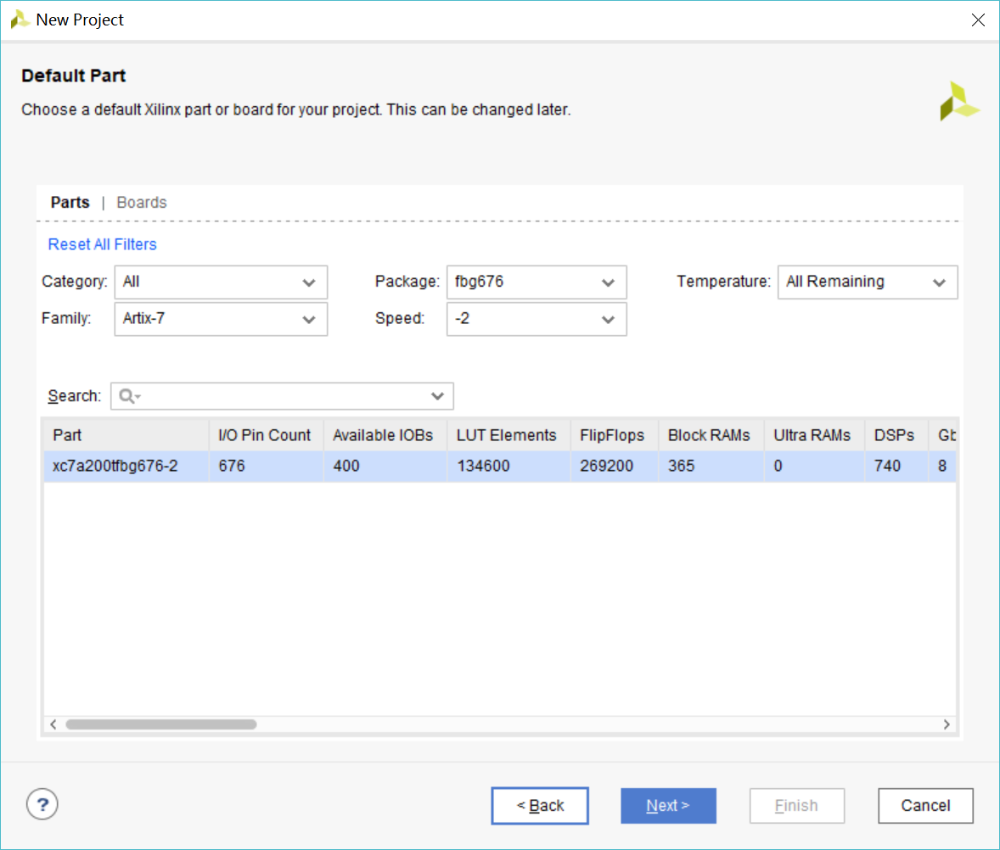 New Project
Default Part
Choose a default Xilinx part or board for your project. This can be changed later.
Parts | Boards
Reset All Filters
Category: All Package: fbg676 Temperature: All Remaining
Family: Artix-7 Speed: -2
Search:
Part I/O Pin Count Available IOBs LUT Elements FlipFlops Block RAMs Ultra RAMs DSPs Gb
xc7a200tfbg676-2 676 400 134600 269200 365 0 740 8
? < Back Next > Finish Cancel